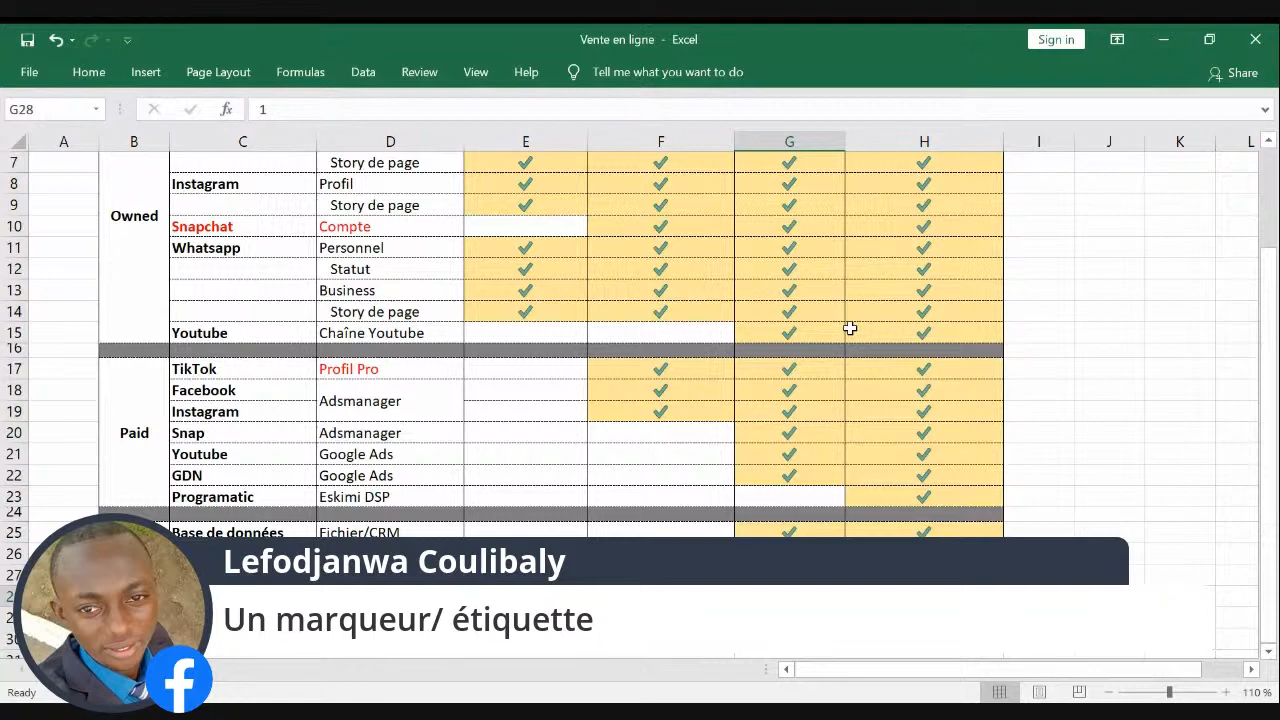 Vente en ligne - Excel
Sign in
File Home Insert Page Layout Formulas Data Review View Help Tell me what you want to do Share
G28 fx 1
A B C D E F G H I J K L
7 Story de page
8 Instagram Profil
9 Story de page
Owned
10 Snapchat Compte
11 Whatsapp Personnel
12 Statut
13 Business
14 Story de page
15 Youtube Chaîne Youtube
16
17 TikTok Profil Pro
18 Facebook
Adsmanager
19 Instagram
20 Paid Snap Adsmanager
21 Youtube Google Ads
22 GDN Google Ads
23 Programatic Eskimi DSP
24
25 Base de données Fichier/CRM
26
27
Lefodjanwa Coulibaly
Un marqueur/ étiquette
Ready 110 %